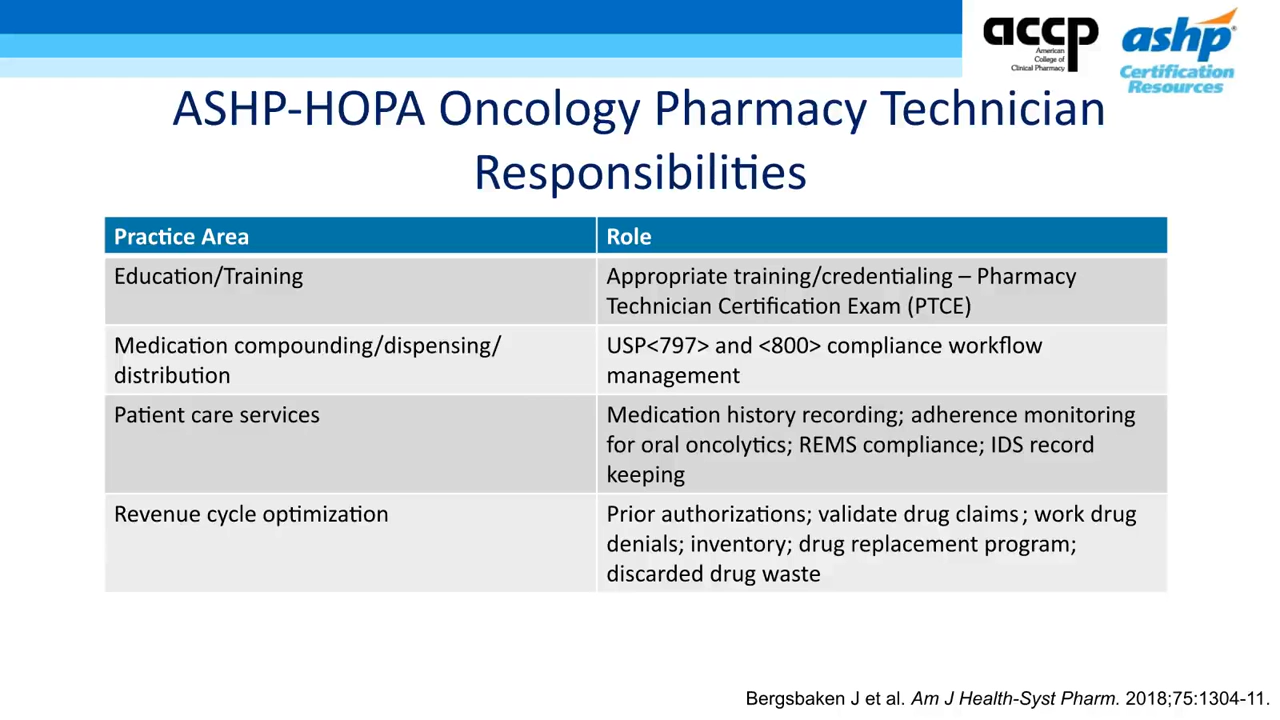 accp
American
College of
Clinical Pharmacy
ashp®
Certification
Resources
ASHP-HOPA Oncology Pharmacy Technician
Responsibilities
Practice Area
Role
Education/Training
Appropriate training/credentialing – Pharmacy
Technician Certification Exam (PTCE)
Medication compounding/dispensing/
distribution
USP<797> and <800> compliance workflow
management
Patient care services
Medication history recording; adherence monitoring
for oral oncolytics; REMS compliance; IDS record
keeping
Revenue cycle optimization
Prior authorizations; validate drug claims; work drug
denials; inventory; drug replacement program;
discarded drug waste
Bergsbaken J et al. Am J Health-Syst Pharm. 2018;75:1304-11.